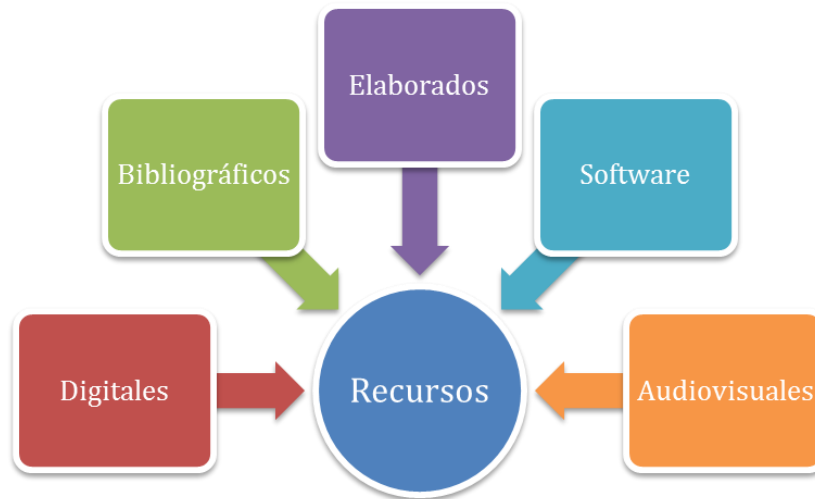 Elaborados
Bibliográficos
Software
Digitales
Recursos
Audiovisuales